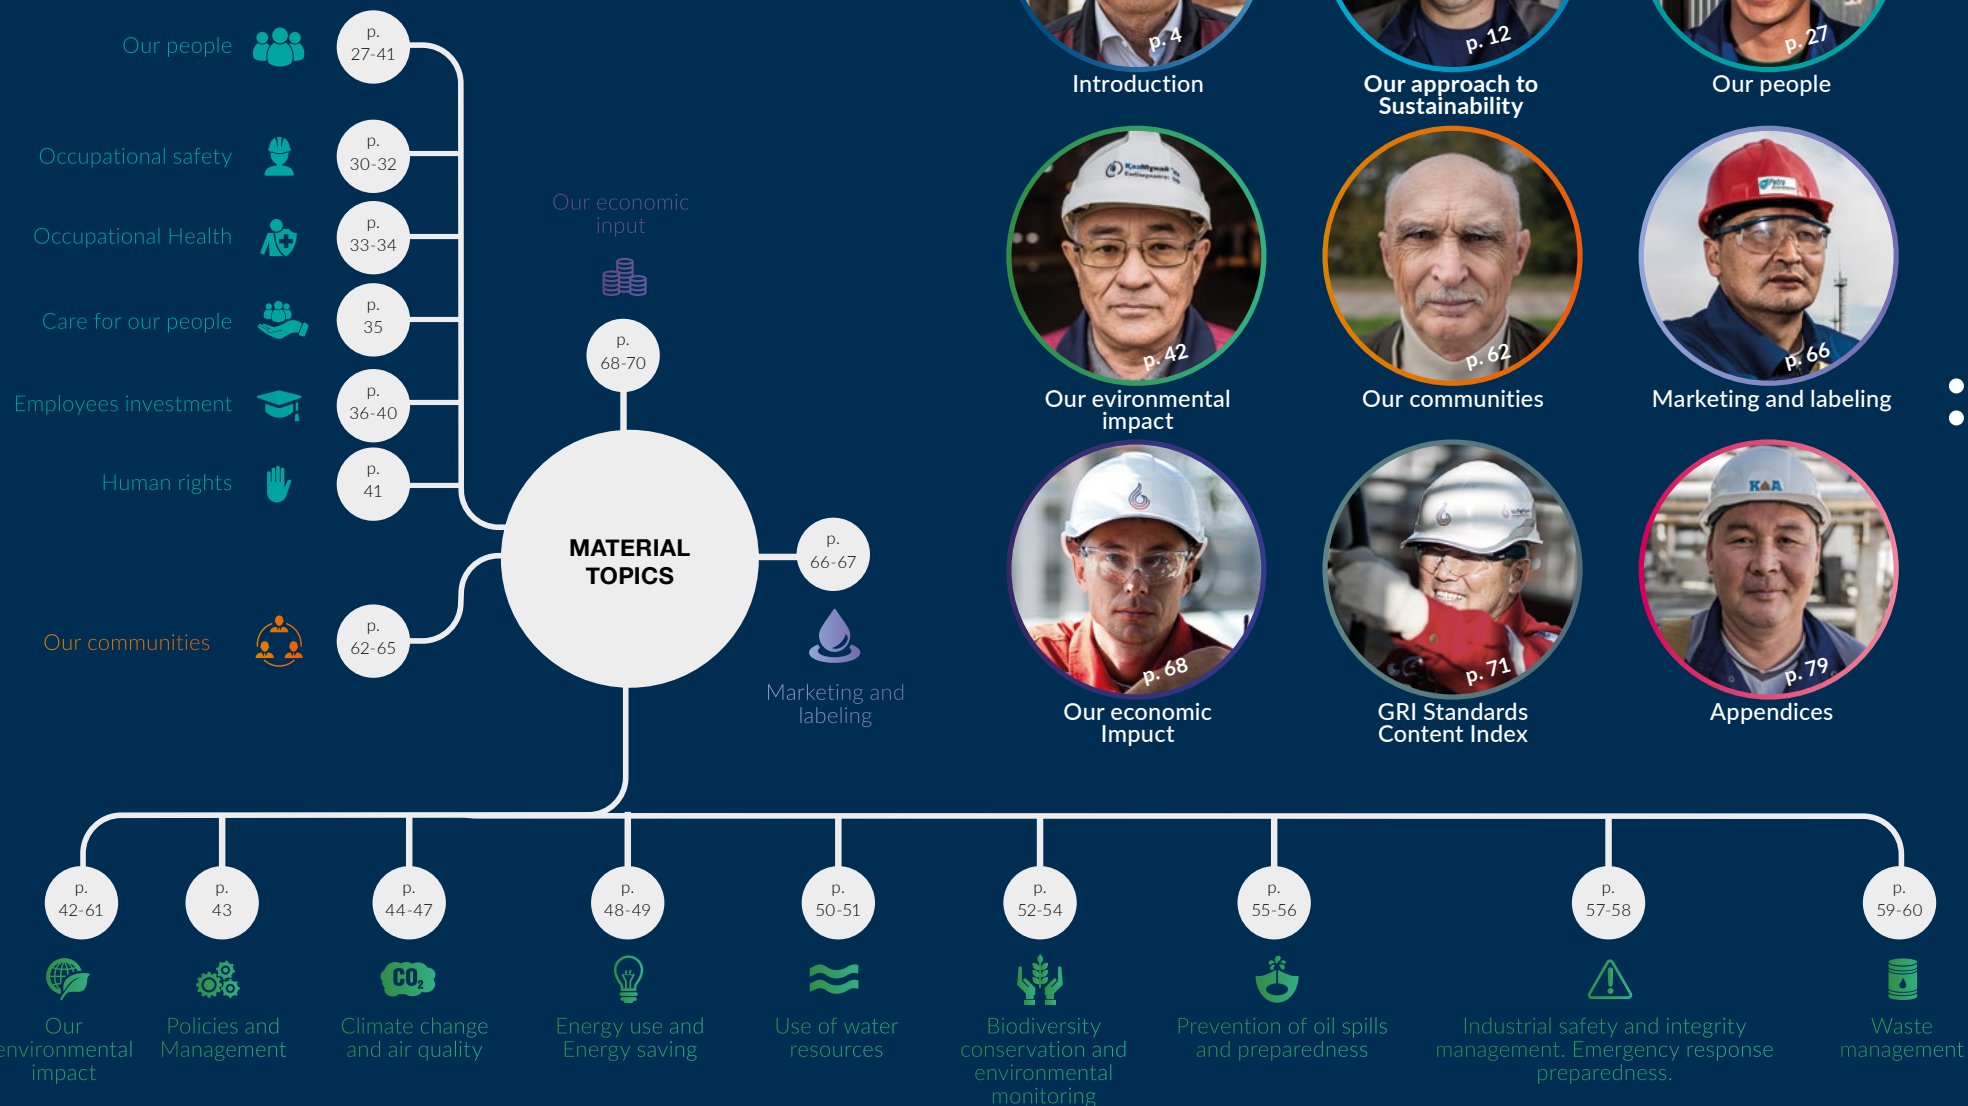 Our people
p.
27-41
Occupational safety
p.
30-32
Occupational Health
p.
33-34
Care for our people
p.
35
Employees investment
p.
36-40
Human rights
p.
41
Our communities
p.
62-65
Our economic
input
p.
68-70
MATERIAL
TOPICS
p.
66-67
Marketing and
labeling
p. 4
Introduction
p. 12
Our approach to
Sustainability
p. 27
Our people
p. 42
Our evironmental
impact
p. 62
Our communities
Petro
p. 66
Marketing and labeling
p. 68
Our economic
Impuct
p. 71
GRI Standards
Content Index
p. 79
Appendices
p.
42-61
Our
environmental
impact
p.
43
Policies and
Management
p.
44-47
CO₂
Climate change
and air quality
p.
48-49
Energy use and
Energy saving
p.
50-51
Use of water
resources
p.
52-54
Biodiversity
conservation and
environmental
monitoring
p.
55-56
Prevention of oil spills
and preparedness
p.
57-58
Industrial safety and integrity
management. Emergency response
preparedness.
p.
59-60
Waste
management